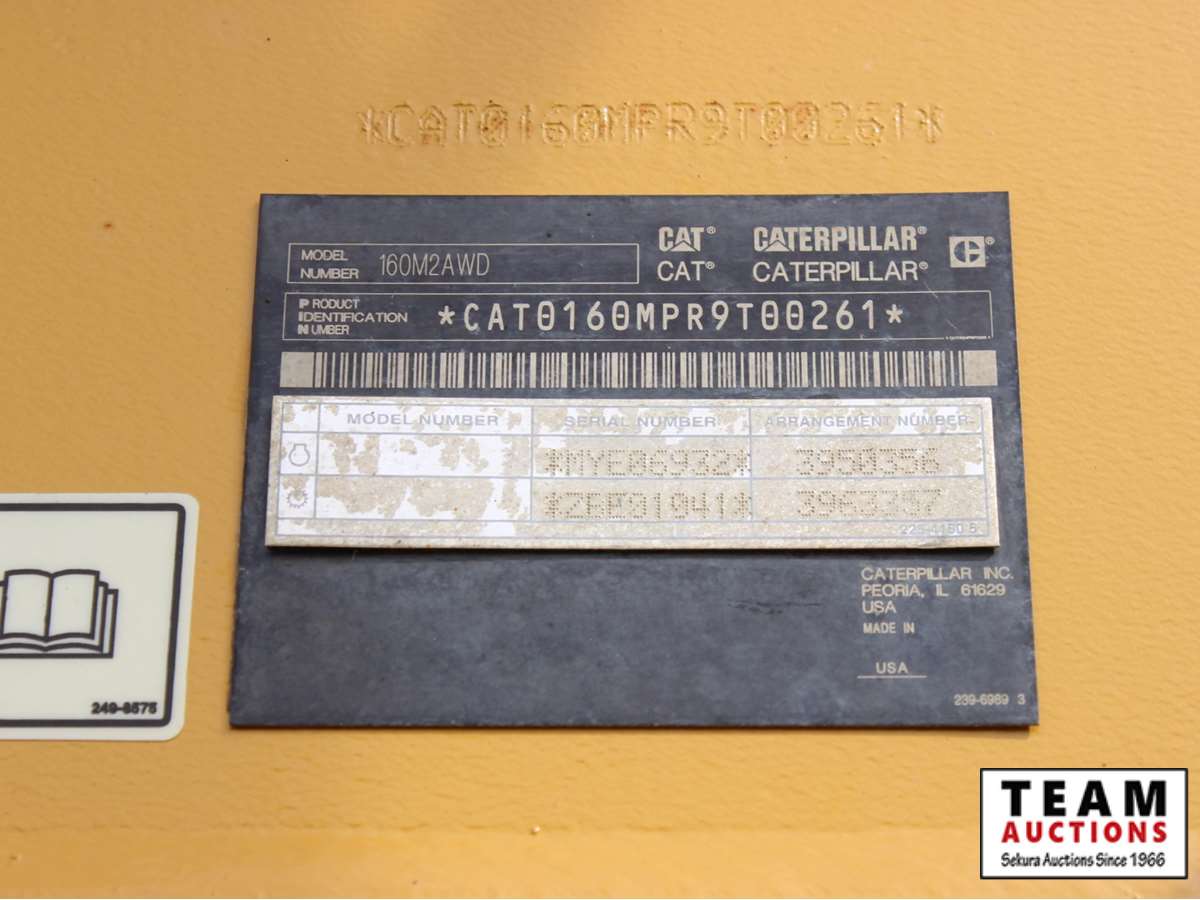 *CAT0160MPR9T00261*
MODEL NUMBER 160M2AWD
CAT® CATERPILLAR®
CAT® CATERPILLAR®
PRODUCT IDENTIFICATION NUMBER *CAT0160MPR9T00261*
MODEL NUMBER SERIAL NUMBER ARRANGEMENT NUMBER
*MYE06932* 3950356
CATERPILLAR INC.
PEORIA, IL 61629
USA
MADE IN
USA
239-6989 3
249-8575
TEAM
AUCTIONS
Sekura Auctions Since 1966